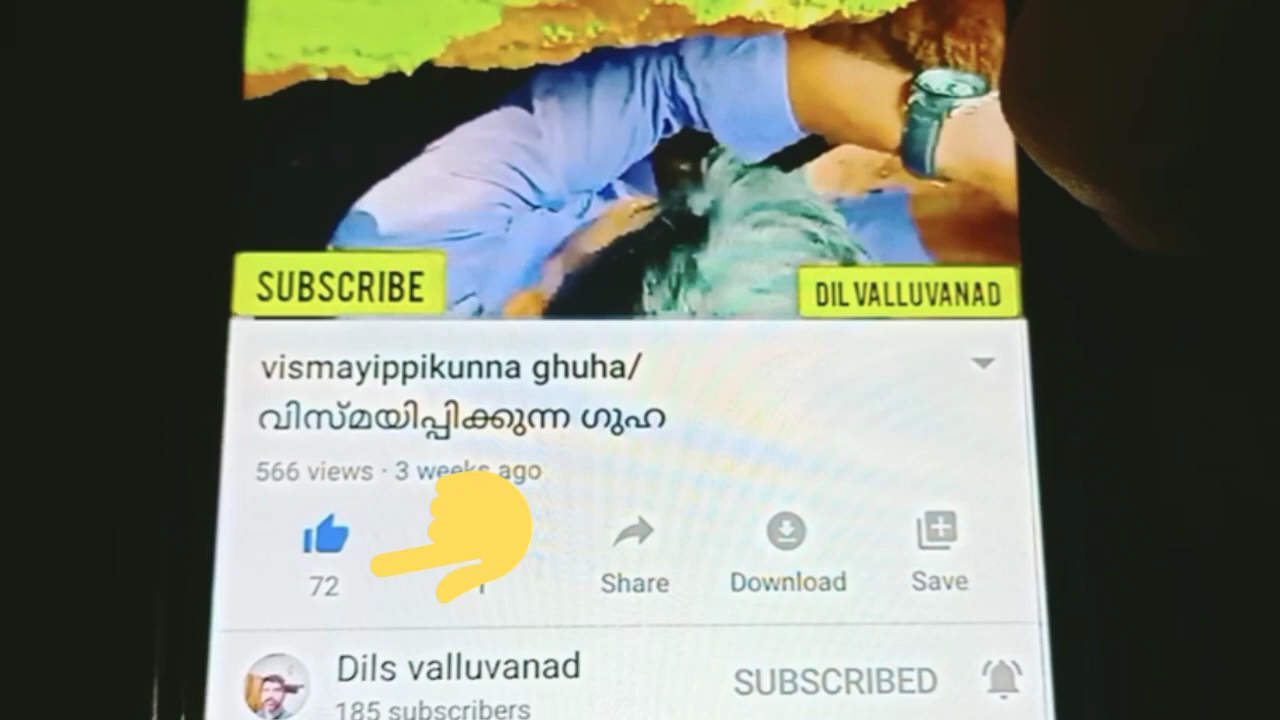 SUBSCRIBE
DIL VALLUVANAD
vismayippikunna ghuha/
വിസ്മയിപ്പിക്കുന്ന ഗുഹ
566 views · 3 weeks ago
72
Share
Download
Save
Dils valluvanad
SUBSCRIBED
185 subscribers